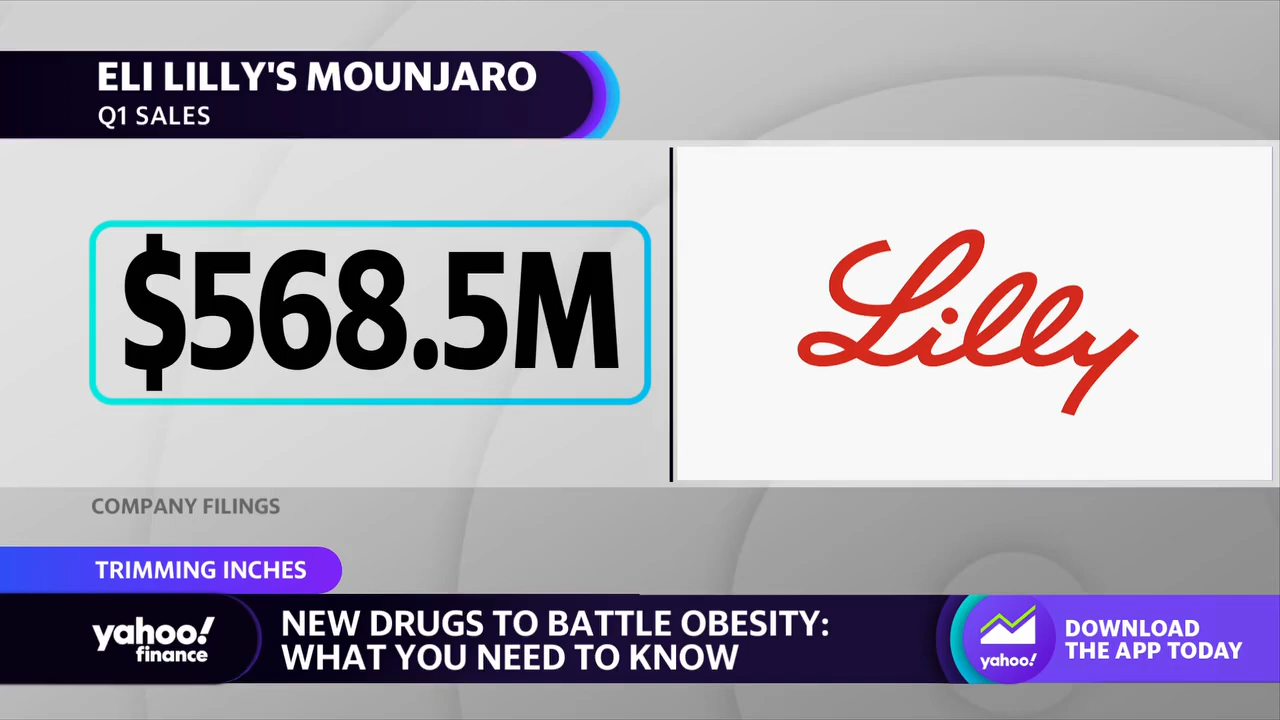 ELI LILLY'S MOUNJARO
Q1 SALES
$568.5M
Lilly
COMPANY FILINGS
TRIMMING INCHES
yahoo!
finance
NEW DRUGS TO BATTLE OBESITY:
WHAT YOU NEED TO KNOW
yahoo!
DOWNLOAD
THE APP TODAY